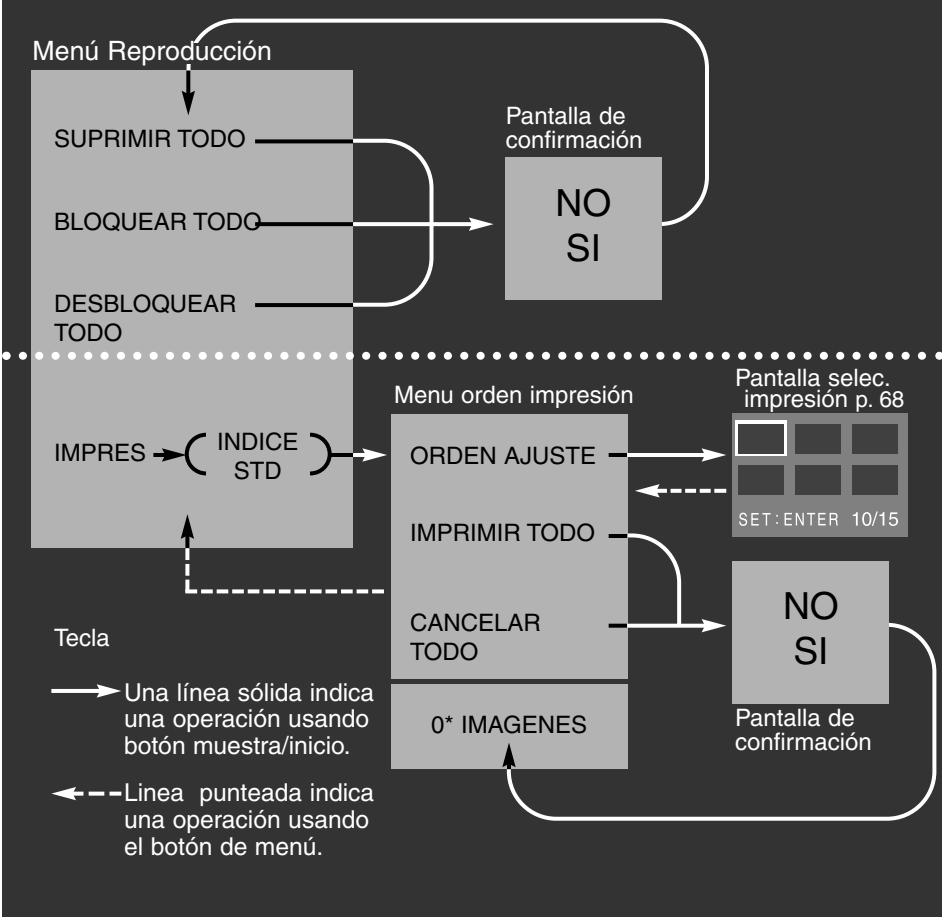 Menú Reproducción
SUPRIMIR TODO
BLOQUEAR TODO
DESBLOQUEAR
TODO
Pantalla de
confirmación
NO
SI
IMPRES
INDICE
STD
Menu orden impresión
ORDEN AJUSTE
IMPRIMIR TODO
CANCELAR
TODO
0* IMAGENES
Pantalla selec.
impresión p. 68
SET:ENTER 10/15
NO
SI
Pantalla de
confirmación
Tecla
Una línea sólida indica
una operación usando
botón muestra/inicio.
Linea punteada indica
una operación usando
el botón de menú.